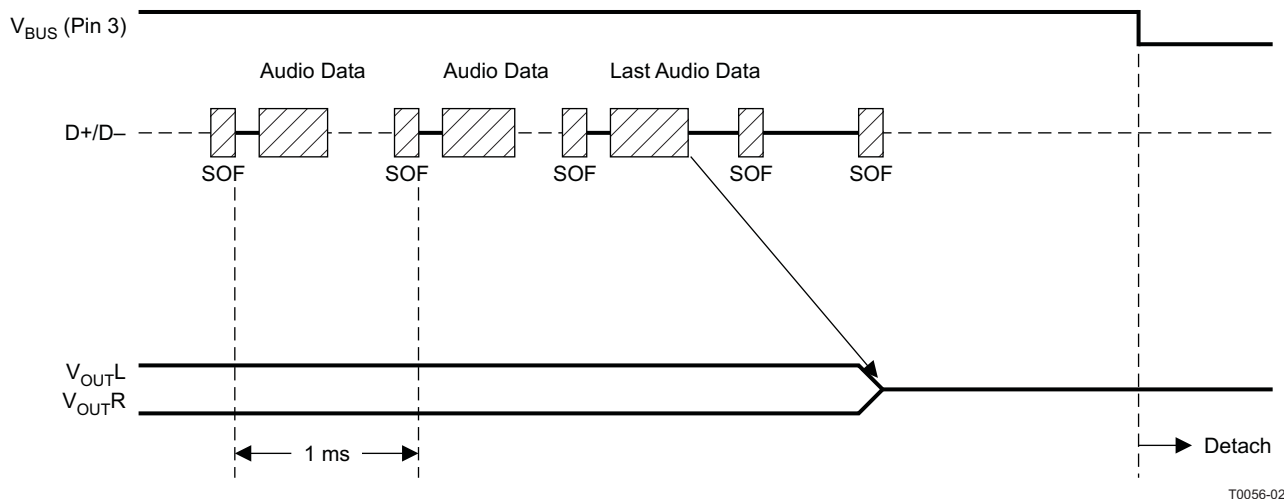 VBUS (Pin 3)
Audio Data
Audio Data
Last Audio Data
D+/D–
SOF
SOF
SOF
SOF
SOF
VOUTL
VOUTR
1 ms
Detach
T0056-02